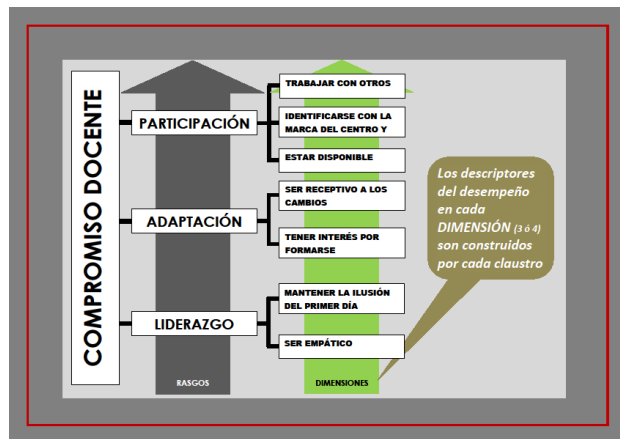 COMPROMISO DOCENTE
PARTICIPACIÓN
TRABAJAR CON OTROS
IDENTIFICARSE CON LA
MARCA DEL CENTRO Y
ESTAR DISPONIBLE
ADAPTACIÓN
SER RECEPTIVO A LOS
CAMBIOS
TENER INTERÉS POR
FORMARSE
LIDERAZGO
MANTENER LA ILUSIÓN
DEL PRIMER DÍA
SER EMPÁTICO
RASGOS
DIMENSIONES
Los descriptores
del desempeño
en cada
DIMENSIÓN (3 ó 4)
son construidos
por cada claustro